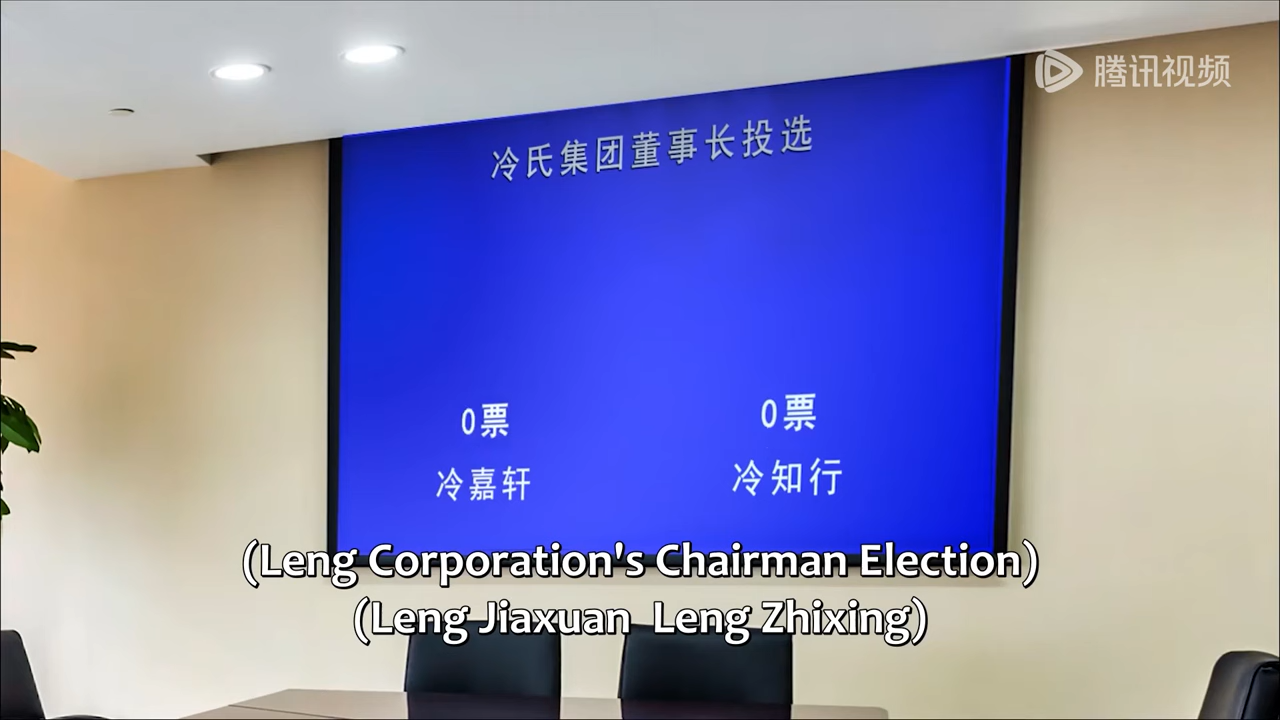 腾讯视频
冷氏集团董事长投选
0票 0票
冷嘉轩 冷知行
(Leng Corporation's Chairman Election)
(Leng Jiaxuan Leng Zhixing)